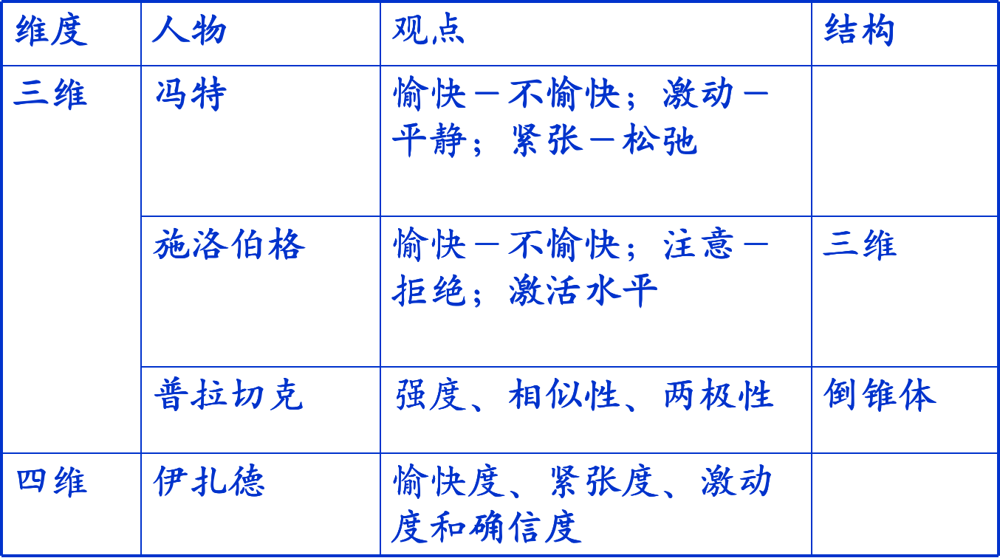 维度 人物 观点 结构
三维 冯特 愉快－不愉快；激动－
平静；紧张－松弛
施洛伯格 愉快－不愉快；注意－ 三维
拒绝；激活水平
普拉切克 强度、相似性、两极性 倒锥体
四维 伊扎德 愉快度、紧张度、激动
度和确信度